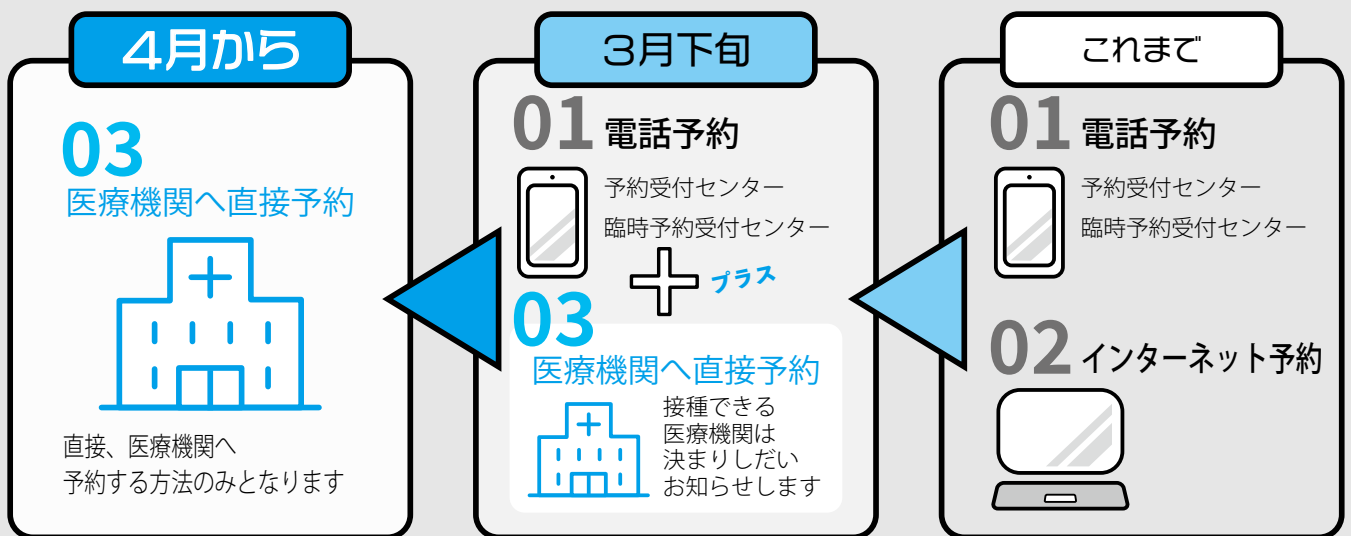 これまで
01 電話予約
予約受付センター
臨時予約受付センター
02 インターネット予約
3月下旬
01 電話予約
予約受付センター
臨時予約受付センター
プラス
03
医療機関へ直接予約
接種できる
医療機関は
決まりしだい
お知らせします
4月から
03
医療機関へ直接予約
直接、医療機関へ
予約する方法のみとなります